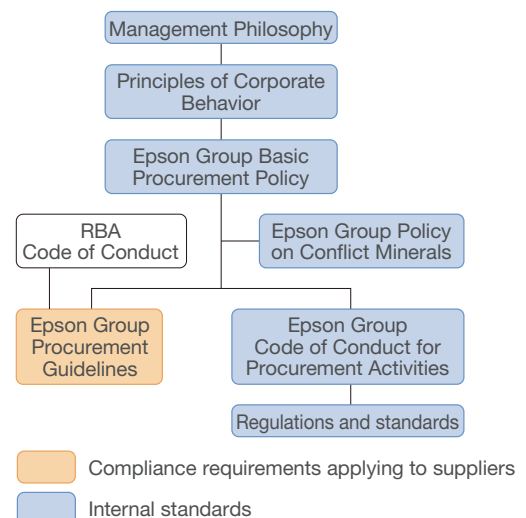 Management Philosophy
Principles of Corporate
Behavior
Epson Group Basic
Procurement Policy
RBA
Code of Conduct
Epson Group Policy
on Conflict Minerals
Epson Group
Procurement
Guidelines
Epson Group
Code of Conduct for
Procurement Activities
Regulations and standards
Compliance requirements applying to suppliers
Internal standards